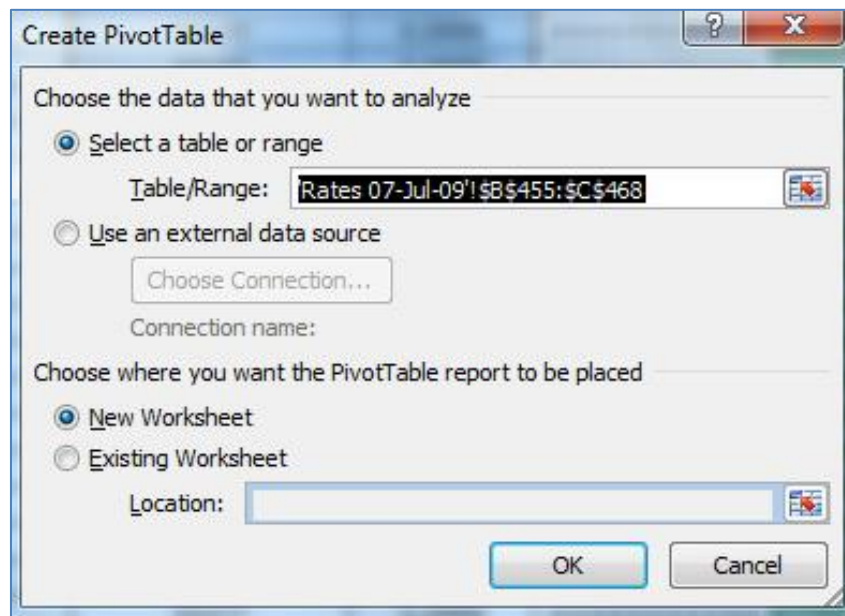 Create PivotTable
?
X
Choose the data that you want to analyze
Select a table or range
Table/Range: 'Rates 07-Jul-09'!$B$455:$C$468
Use an external data source
Choose Connection...
Connection name:
Choose where you want the PivotTable report to be placed
New Worksheet
Existing Worksheet
Location:
OK Cancel